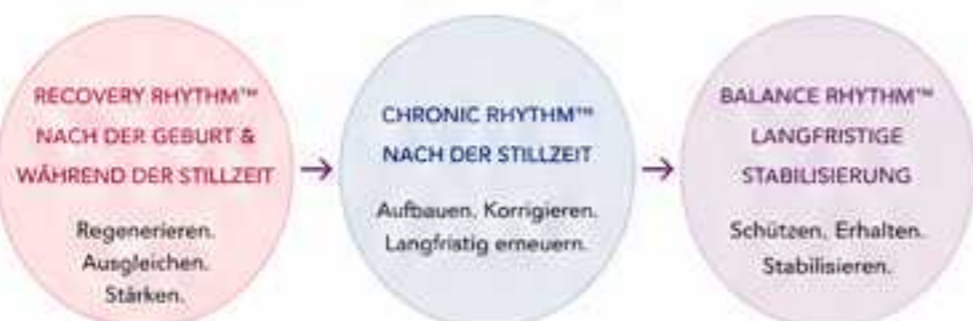 RECOVERY RHYTHM™
NACH DER GEBURT &
WÄHREND DER STILLZEIT
Regenerieren.
Ausgleichen.
Stärken.
CHRONIC RHYTHM™
NACH DER STILLZEIT
Aufbauen. Korrigieren.
Langfristig erneuern.
BALANCE RHYTHM™
LANGFRISTIGE
STABILISIERUNG
Schützen. Erhalten.
Stabilisieren.